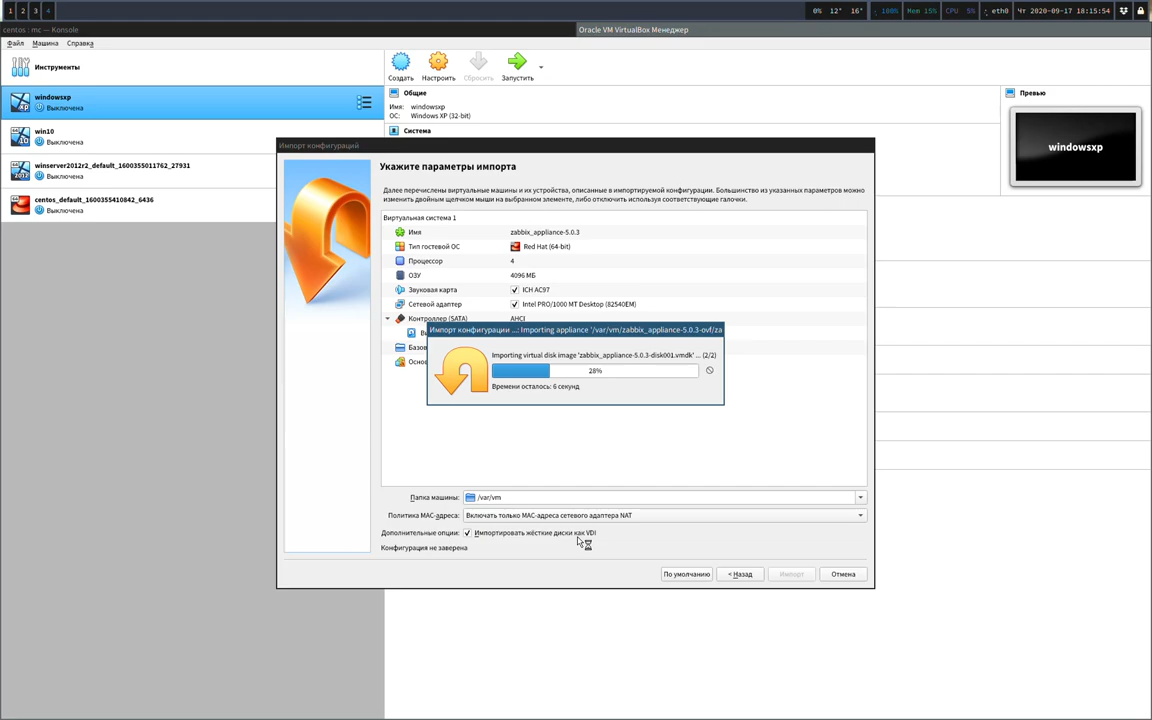 1 2 3 4
0% 12° 16° 100% Mem 15% CPU 5% eth0 Чт 2020-09-17 18:15:54
centos : mc — Konsole
Oracle VM VirtualBox Менеджер
Файл Машина Справка
Инструменты
Создать Настроить Сбросить Запустить
windowsxp
Выключена
win10
Выключена
winserver2012r2_default_1600355011762_27931
Выключена
centos_default_1600355410842_6436
Выключена
Общие
Имя: windowsxp
ОС: Windows XP (32-bit)
Система
Превью
windowsxp
Импорт конфигураций
Укажите параметры импорта
Далее перечислены виртуальные машины и их устройства, описанные в импортируемой конфигурации. Большинство из указанных параметров можно
изменить двойным щелчком мыши на выбранном элементе, либо отключить используя соответствующие галочки.
Виртуальная система 1
Имя zabbix_appliance-5.0.3
Тип гостевой ОС Red Hat (64-bit)
Процессор 4
ОЗУ 4096 МБ
Звуковая карта ICH AC97
Сетевой адаптер Intel PRO/1000 MT Desktop (82540EM)
Контроллер (SATA) AHCI
Импорт конфигурации ...: Importing appliance '/var/vm/zabbix_appliance-5.0.3-ovf/za
Importing virtual disk image 'zabbix_appliance-5.0.3-disk001.vmdk' ... (2/2)
28%
Времени осталось: 6 секунд
Папка машины: /var/vm
Политика MAC-адреса: Включать только MAC-адреса сетевого адаптера NAT
Дополнительные опции: Импортировать жёсткие диски как VDI
Конфигурация не заверена
По умолчанию < Назад Импорт Отмена